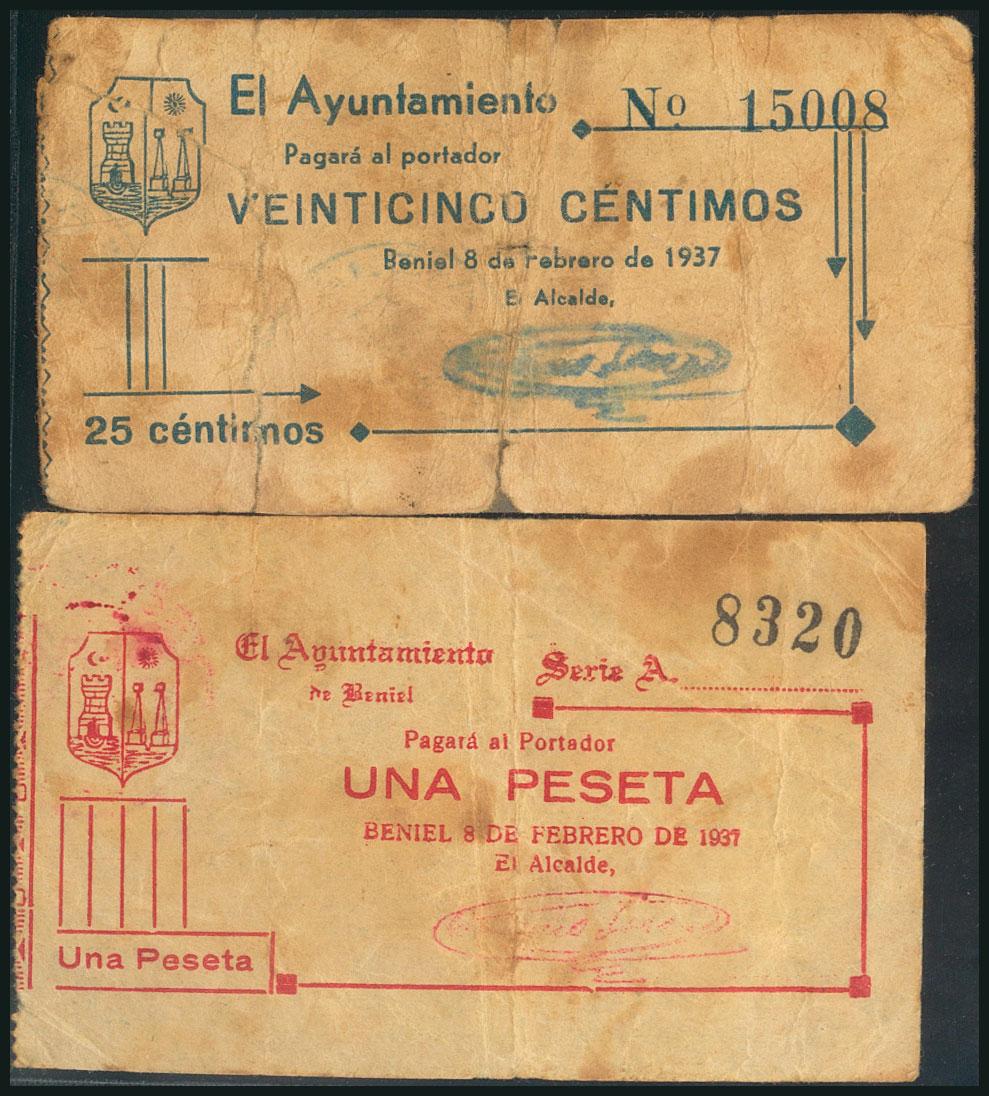 El Ayuntamiento
Nº 15008
Pagará al portador
VEINTICINCO CÉNTIMOS
Beniel 8 de Febrero de 1937
El Alcalde,
25 céntimos
8320
El Ayuntamiento
Serie A.
de Beniel
Pagará al Portador
UNA PESETA
BENIEL 8 DE FEBRERO DE 1937
El Alcalde,
Una Peseta